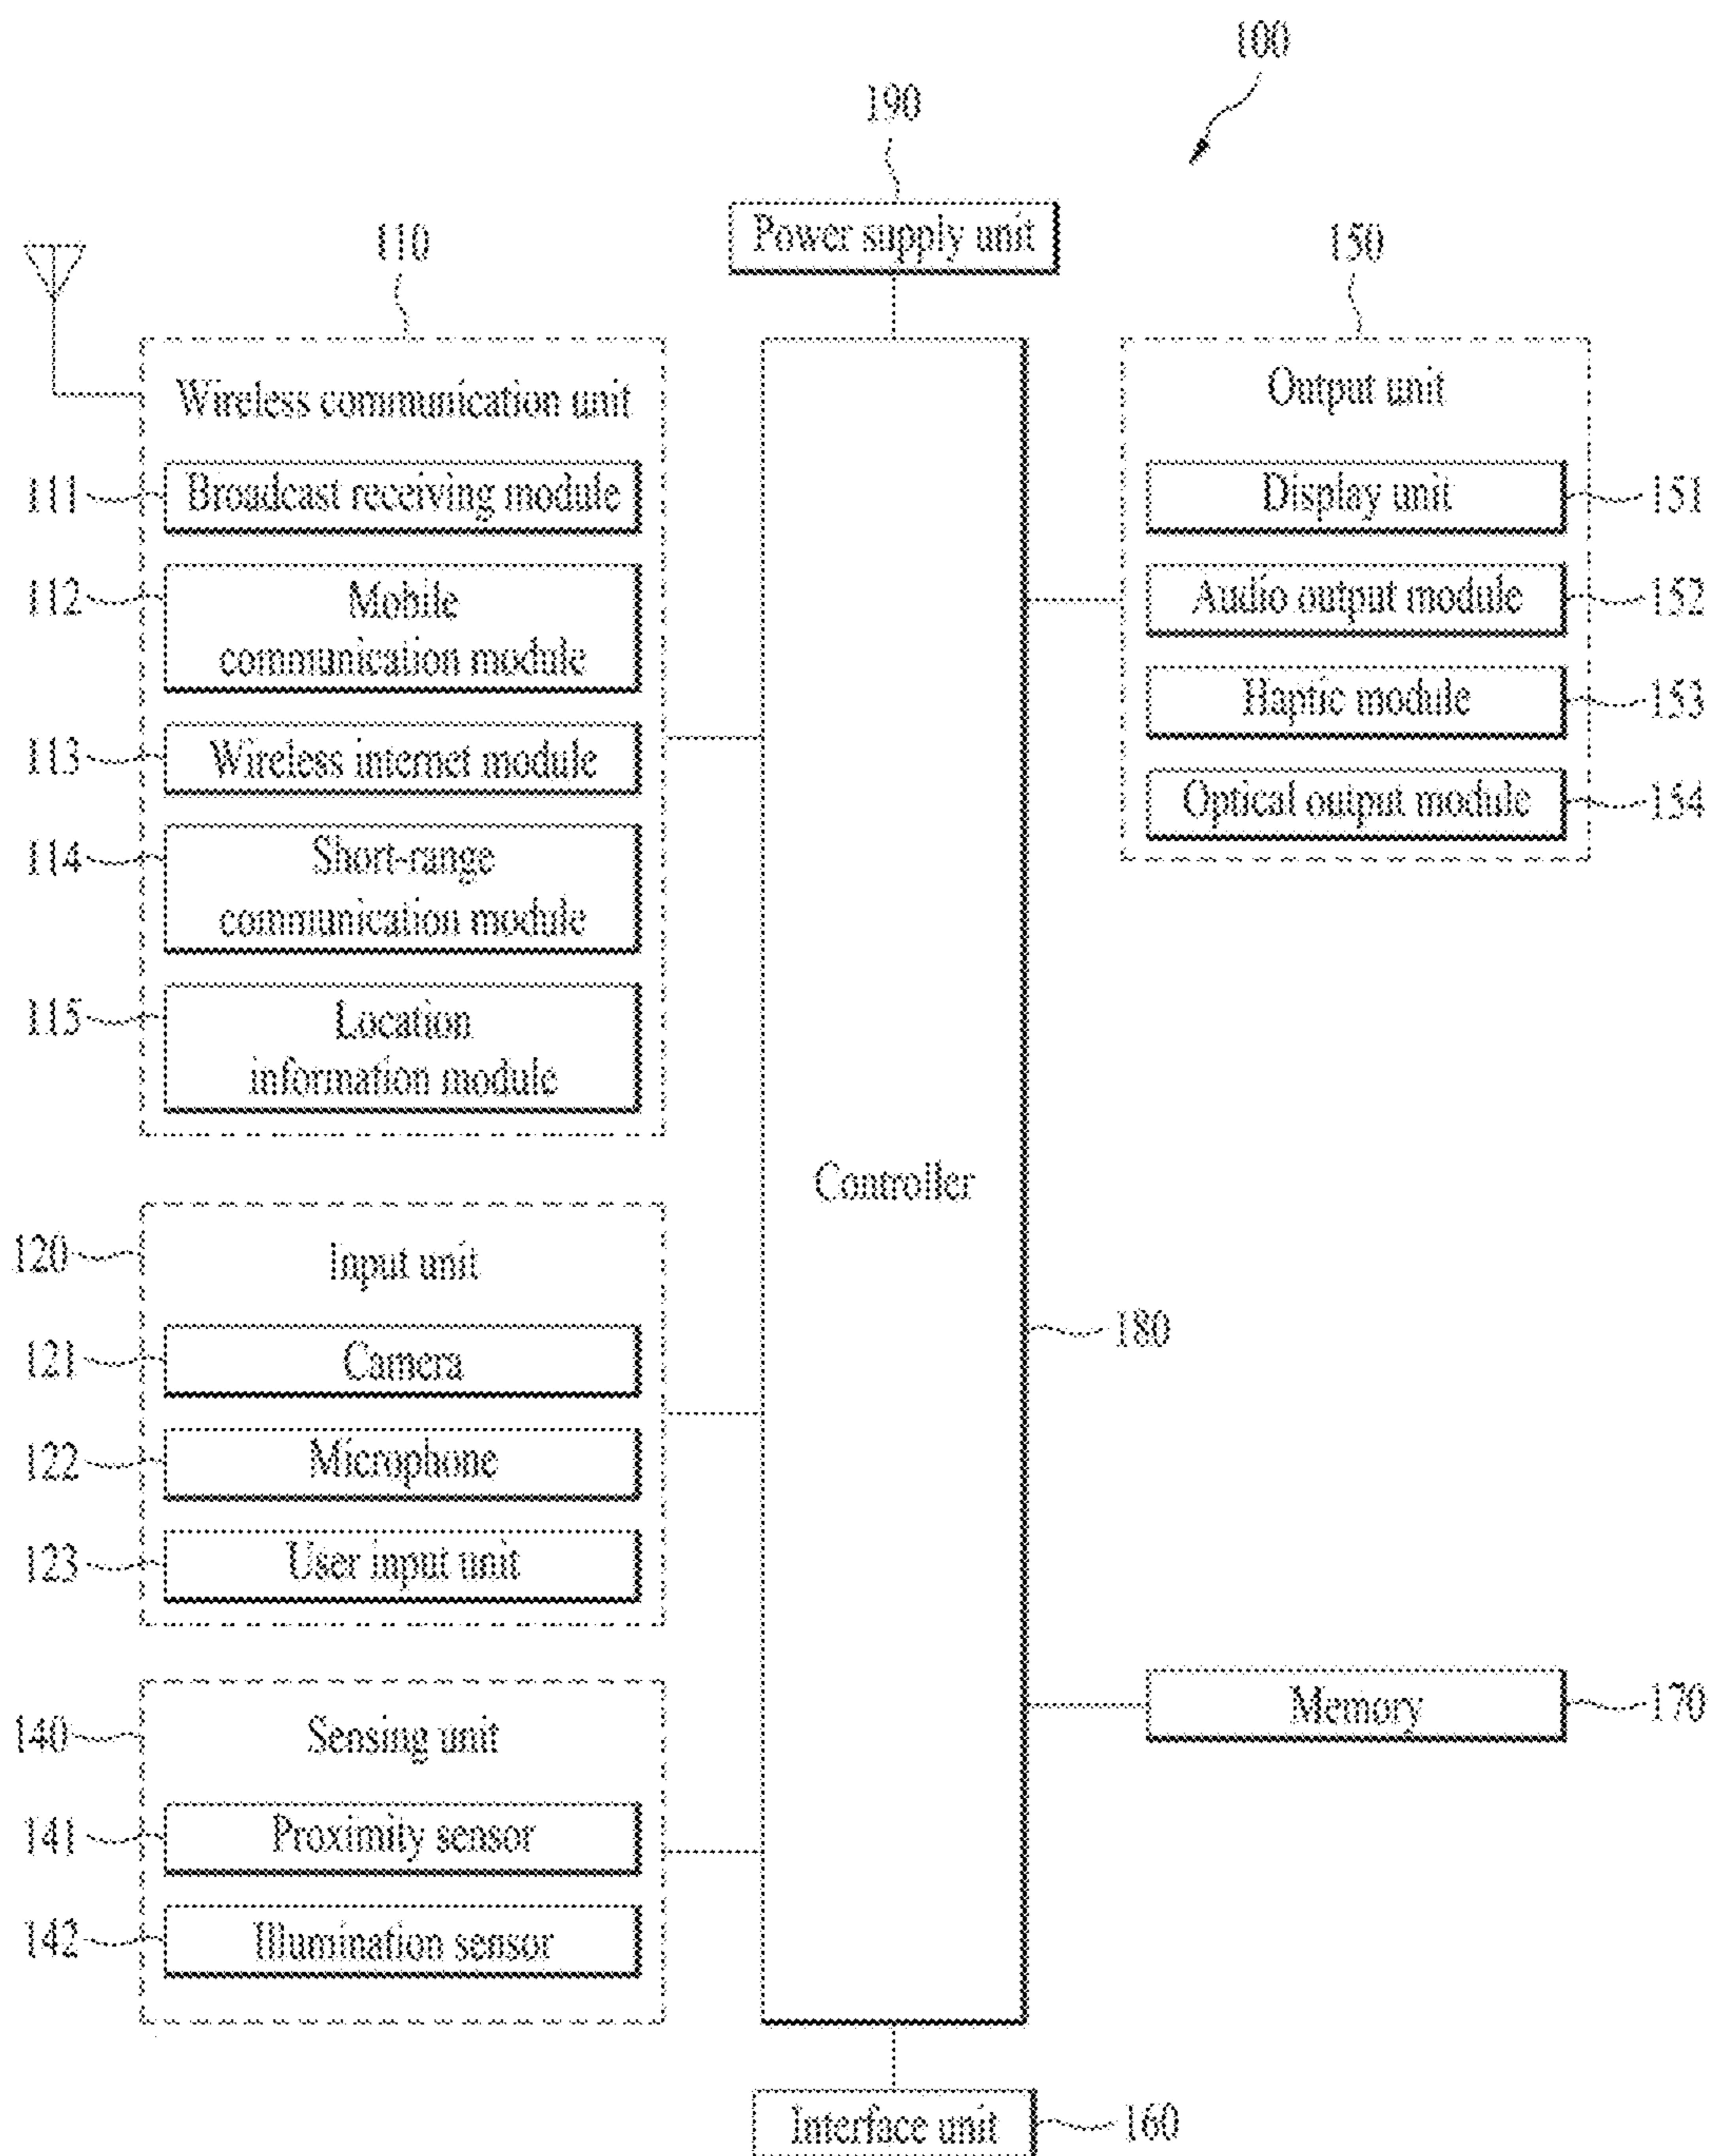 100
190
Power supply unit
110
150
Wireless communication unit
Output unit
111
Broadcast receiving module
Display unit
151
112
Mobile
communication module
Audio output module
152
Haptic module
153
113
Wireless internet module
Optical output module
154
114
Short-range
communication module
115
Location
information module
Controller
120
Input unit
180
121
Camera
122
Microphone
123
User input unit
Memory
170
140
Sensing unit
141
Proximity sensor
142
Illumination sensor
Interface unit
160